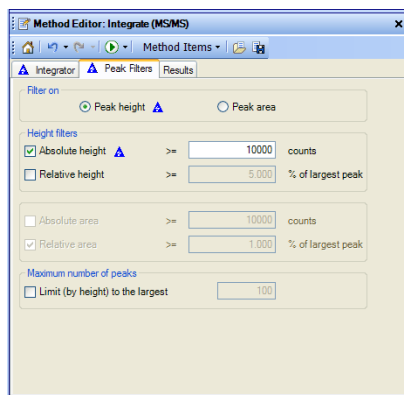 Method Editor: Integrate (MS/MS)
Method Items
Integrator Peak Filters Results
Filter on
Peak height Peak area
Height filters
Absolute height >= 10000 counts
Relative height >= 5.000 % of largest peak
Absolute area >= 10000 counts
Relative area >= 1.000 % of largest peak
Maximum number of peaks
Limit (by height) to the largest 100